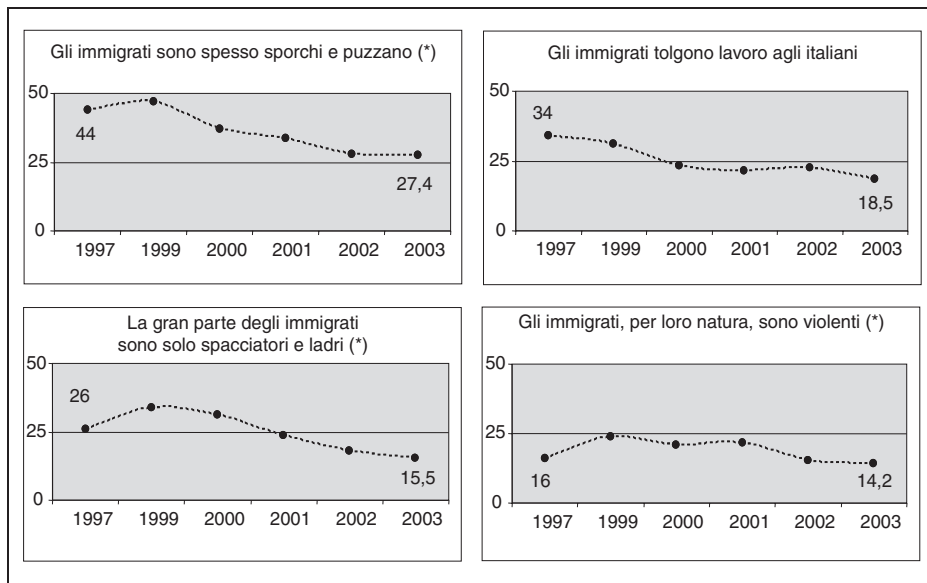 Gli immigrati sono spesso sporchi e puzzano (*)
50
44
25
27,4
0
1997 1999 2000 2001 2002 2003
Gli immigrati tolgono lavoro agli italiani
50
34
25
18,5
0
1997 1999 2000 2001 2002 2003
La gran parte degli immigrati
sono solo spacciatori e ladri (*)
50
26
25
15,5
0
1997 1999 2000 2001 2002 2003
Gli immigrati, per loro natura, sono violenti (*)
50
25
16
14,2
0
1997 1999 2000 2001 2002 2003